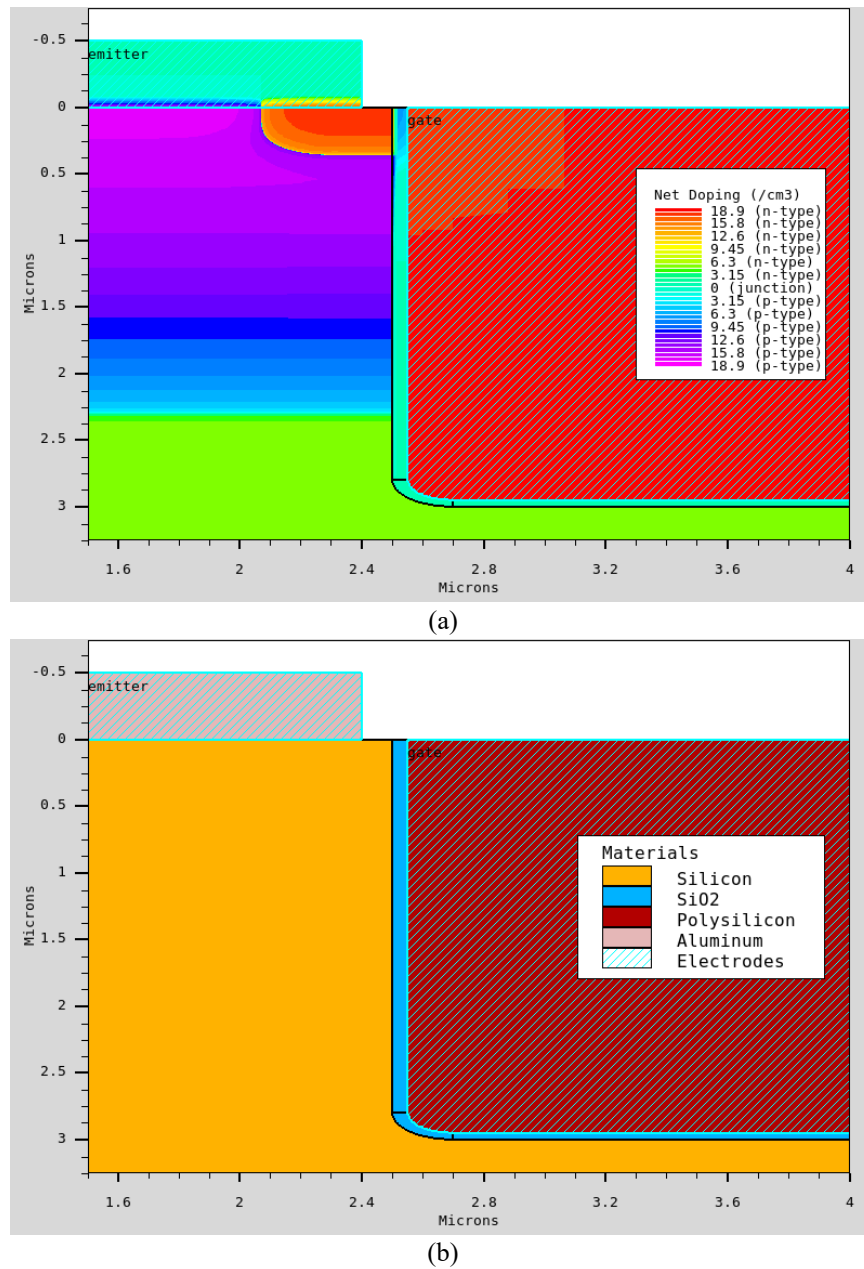 -0.5
emitter
0
gate
0.5
Net Doping (/cm3)
18.9 (n-type)
15.8 (n-type)
12.6 (n-type)
9.45 (n-type)
6.3 (n-type)
3.15 (n-type)
0 (junction)
3.15 (p-type)
6.3 (p-type)
9.45 (p-type)
12.6 (p-type)
15.8 (p-type)
18.9 (p-type)
1
Microns
1.5
2
2.5
3
1.6 2 2.4 2.8 3.2 3.6 4
Microns
(a)
-0.5
emitter
0
gate
0.5
Materials
Silicon
SiO2
Polysilicon
Aluminum
Electrodes
1
Microns
1.5
2
2.5
3
1.6 2 2.4 2.8 3.2 3.6 4
Microns
(b)